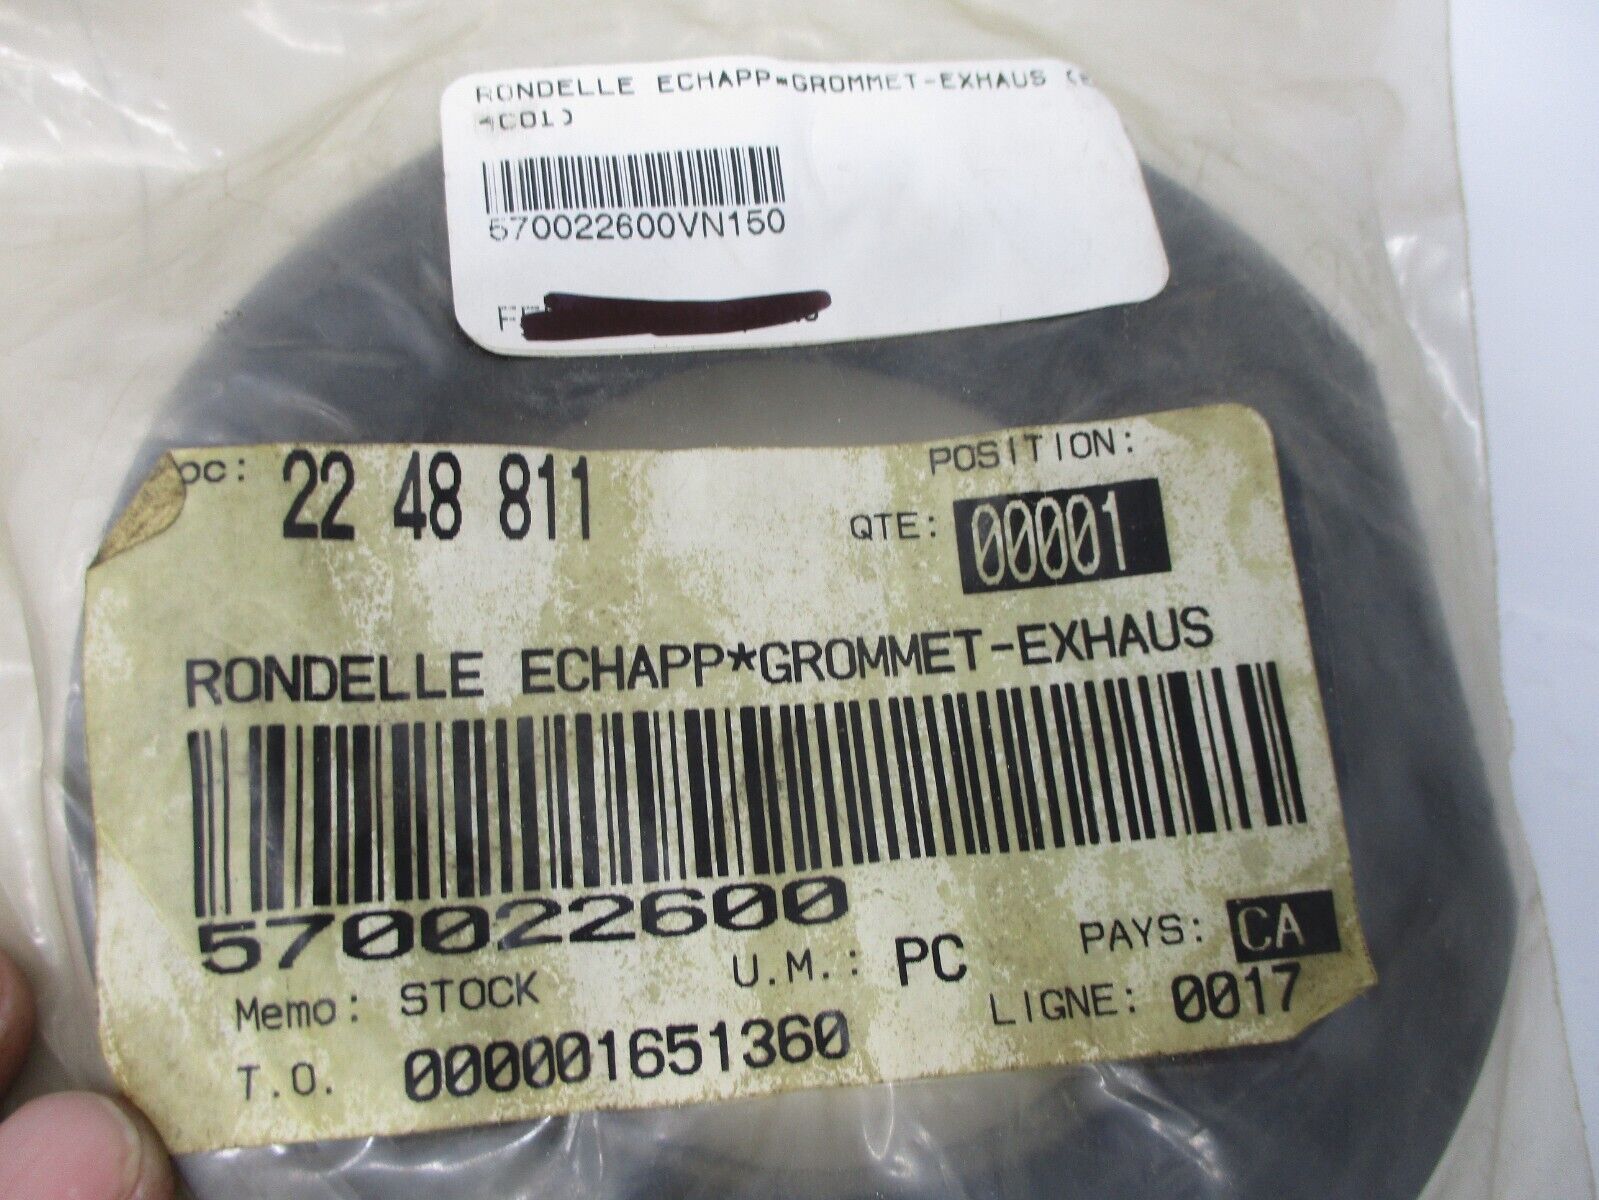 RONDELLE ECHAPP*GROMMET-EXHAUS
570022600VN150
22 48 811
POSITION:
QTE: 00001
RONDELLE ECHAPP*GROMMET-EXHAUS
570022600
U.M.: PC
PAYS: CA
Memo: STOCK
LIGNE: 0017
T.O. 000001651360